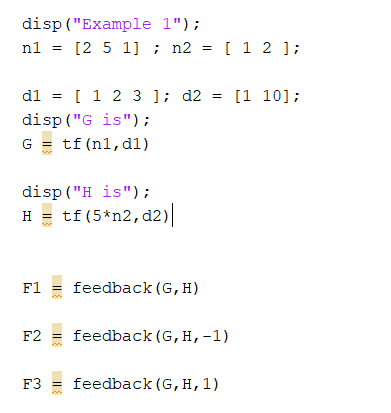 disp("Example 1");
n1 = [2 5 1] ; n2 = [ 1 2 ];
d1 = [ 1 2 3 ]; d2 = [1 10];
disp("G is");
G = tf(n1,d1)
disp("H is");
H = tf(5*n2,d2)
F1 = feedback(G,H)
F2 = feedback(G,H,-1)
F3 = feedback(G,H,1)